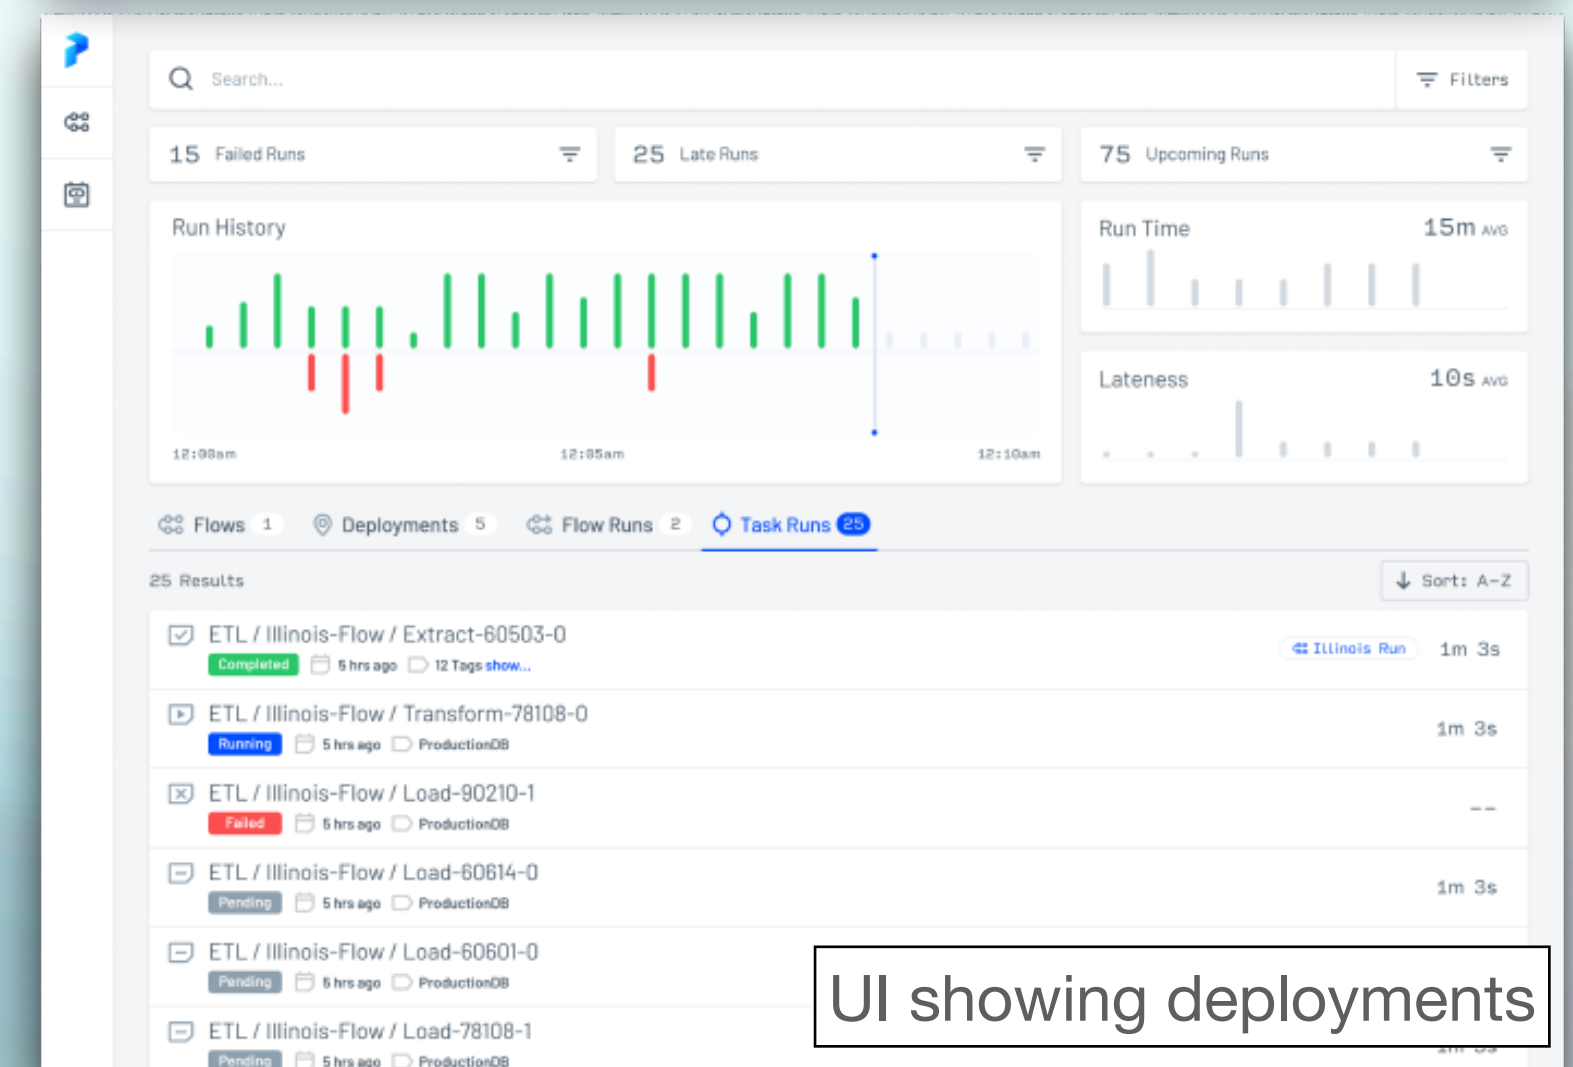 Search...
Filters
15 Failed Runs
25 Late Runs
75 Upcoming Runs
Run History
Run Time
15m AVG
12:00am
12:05am
12:10am
Lateness
10s AVG
Flows 1
Deployments 5
Flow Runs 2
Task Runs 25
25 Results
Sort: A-Z
ETL / Illinois-Flow / Extract-60503-0
Completed 5 hrs ago 12 Tags show...
Illinois Run 1m 3s
ETL / Illinois-Flow / Transform-78108-0
Running 5 hrs ago ProductionDB
1m 3s
ETL / Illinois-Flow / Load-90210-1
Failed 5 hrs ago ProductionDB
--
ETL / Illinois-Flow / Load-60614-0
Pending 5 hrs ago ProductionDB
1m 3s
ETL / Illinois-Flow / Load-60601-0
Pending 5 hrs ago ProductionDB
UI showing deployments
ETL / Illinois-Flow / Load-78108-1
Pending 5 hrs ago ProductionDB